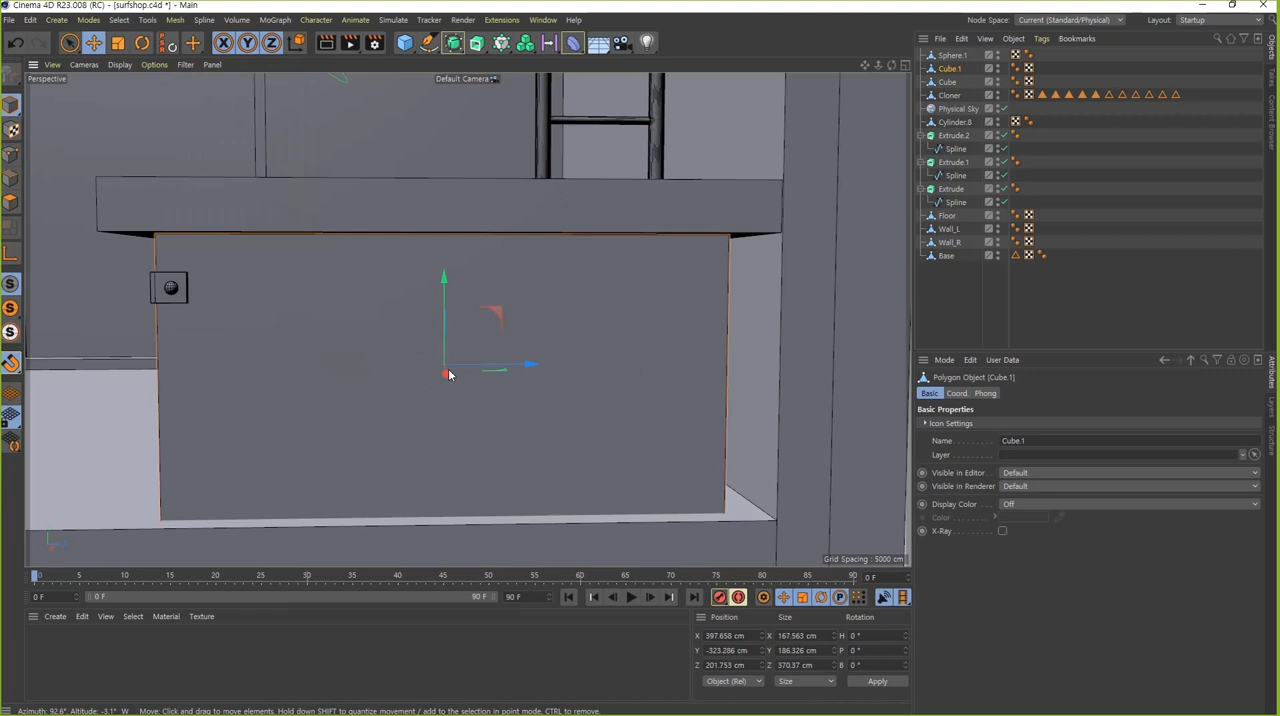 Cinema 4D R23.008 (RC) - [surfshop.c4d *] - Main
File Edit Create Modes Select Tools Spline Mesh Volume MoGraph Character Animate Simulate Tracker Render Extensions Window Help
Node Space: Current (Standard/Physical) Layout: Startup
X Y Z
View Cameras Display Options Filter Panel
File Edit View Object Tags Bookmarks
Perspective
Default Camera
Sphere.1
Cube.1
Cube
Cloner
Physical Sky
Cylinder.8
Extrude.2
Spline
Extrude.1
Spline
Extrude
Spline
Floor
Wall_L
Wall_R
Base
Objects
Takes
Content Browser
Mode Edit User Data
Polygon Object [Cube.1]
Basic Coord. Phong
Basic Properties
Icon Settings
Name Cube.1
Layer
Visible in Editor Default
Visible in Renderer Default
Display Color Off
Color
X-Ray
Attributes
Layers
Structure
Grid Spacing : 5000 cm
0 5 10 15 20 25 30 35 40 45 50 55 60 65 70 75 80 85 90 0 F
0 F 0 F 90 F 90 F
Create Edit View Select Material Texture
Position Size Rotation
X 397.658 cm X 167.563 cm H 0 °
Y -323.286 cm Y 186.326 cm P 0 °
Z 201.753 cm Z 370.37 cm B 0 °
Object (Rel) Size Apply
Azimuth: 92.6°, Altitude: -3.1° W Move: Click and drag to move elements. Hold down SHIFT to quantize movement / add to the selection in point mode, CTRL to remove.